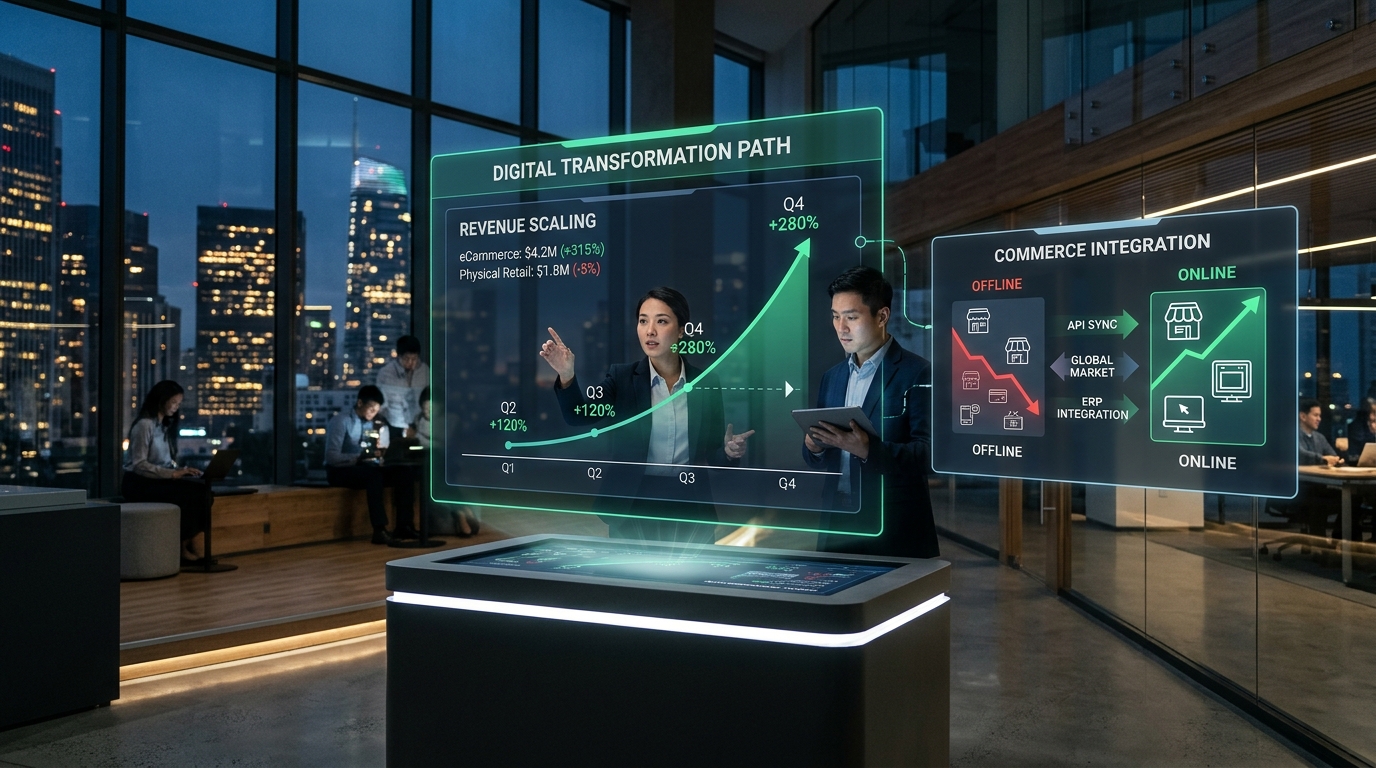 DIGITAL TRANSFORMATION PATH
REVENUE SCALING
eCommerce: $4.2M (+315%)
Physical Retail: $1.8M (-8%)
Q4
+280%
Q4
+280%
Q3
+120%
Q2
+120%
Q1
Q2
Q3
Q4
COMMERCE INTEGRATION
OFFLINE
ONLINE
API SYNC
GLOBAL
MARKET
ERP
INTEGRATION
OFFLINE
ONLINE